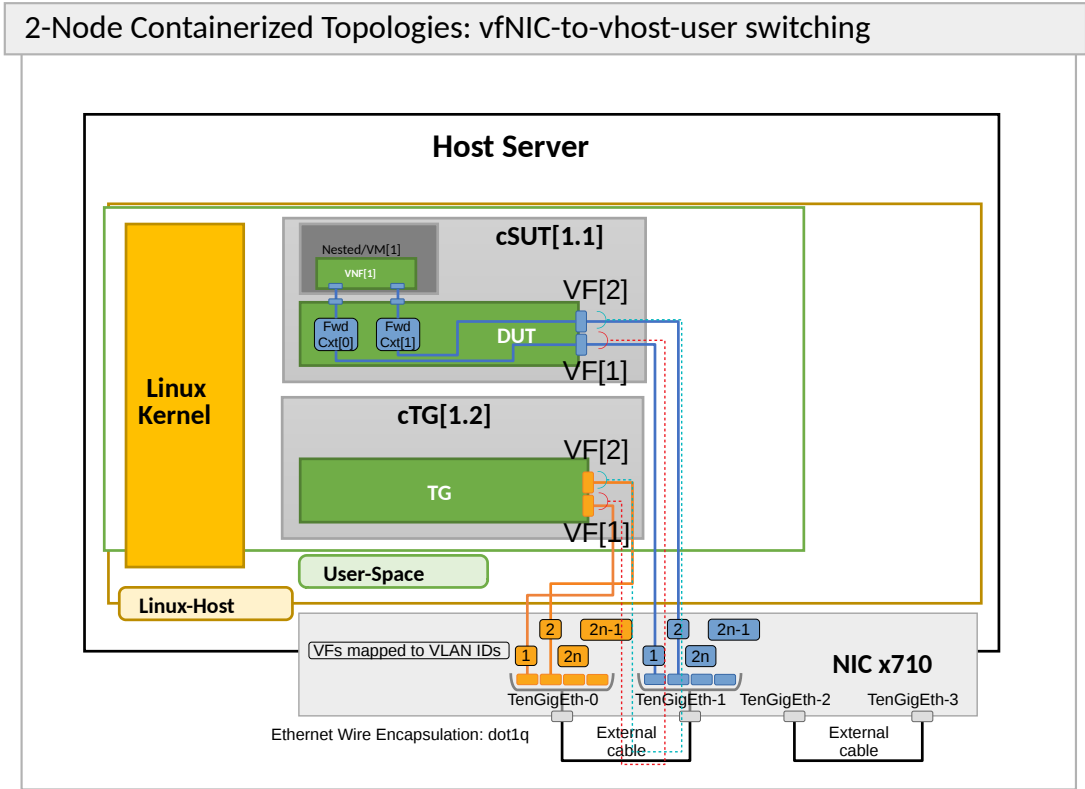 2-Node Containerized Topologies: vfNIC-to-vhost-user switching
Host Server
cSUT[1.1]
Nested/VM[1]
VNF[1]
VF[2]
Fwd
Cxt[0]
Fwd
Cxt[1]
DUT
VF[1]
Linux
Kernel
cTG[1.2]
VF[2]
TG
VF[1]
User-Space
Linux-Host
VFs mapped to VLAN IDs
2
2n-1
1
2n
2
2n-1
1
2n
NIC x710
TenGigEth-0
TenGigEth-1
TenGigEth-2
TenGigEth-3
Ethernet Wire Encapsulation: dot1q
External
cable
External
cable